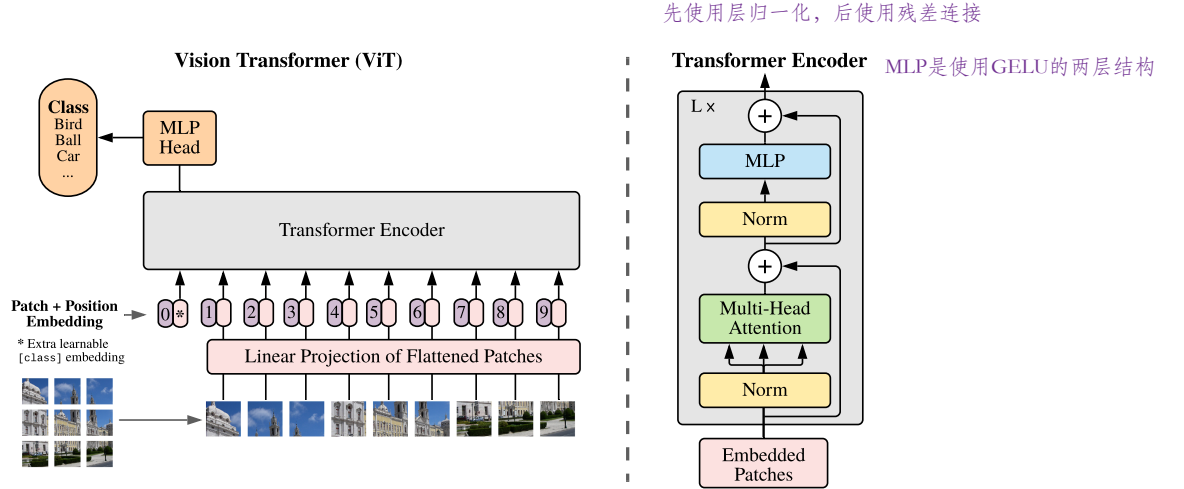 先使用层归一化，后使用残差连接
Vision Transformer (ViT)
Class
Bird
Ball
Car
...
MLP
Head
Transformer Encoder
Patch + Position
Embedding
0 * 1 2 3 4 5 6 7 8 9
* Extra learnable
[class] embedding
Linear Projection of Flattened Patches
Transformer Encoder
MLP是使用GELU的两层结构
L x
+
MLP
Norm
+
Multi-Head
Attention
Norm
Embedded
Patches